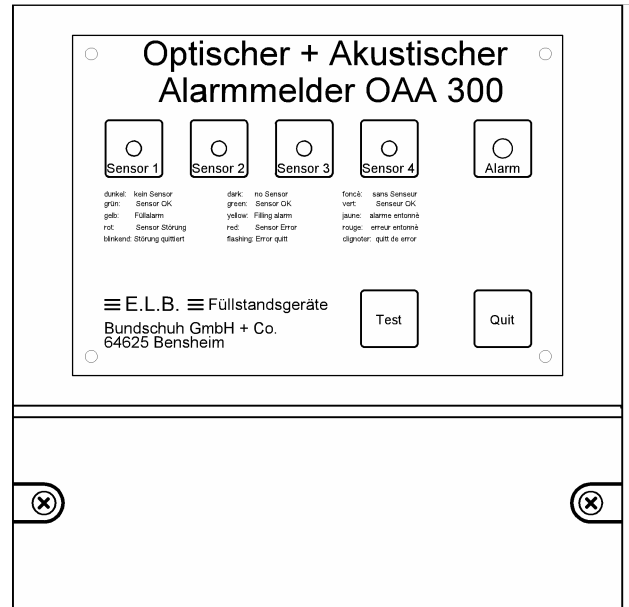 Optischer + Akustischer
Alarmmelder OAA 300
Sensor 1 Sensor 2 Sensor 3 Sensor 4 Alarm
dunkel: kein Sensor dark: no Sensor foncè: sans Senseur
grün: Sensor OK green: Sensor OK vert: Senseur OK
gelb: Füllalarm yellow: Filling alarm jaune: alarme entonnè
rot: Sensor Störung red: Sensor Error rouge: erreur entonnè
blinkend: Störung quittiert flashing: Error quitt clignoter: quitt de error
E.L.B. Füllstandsgeräte
Bundschuh GmbH + Co.
64625 Bensheim
Test Quit